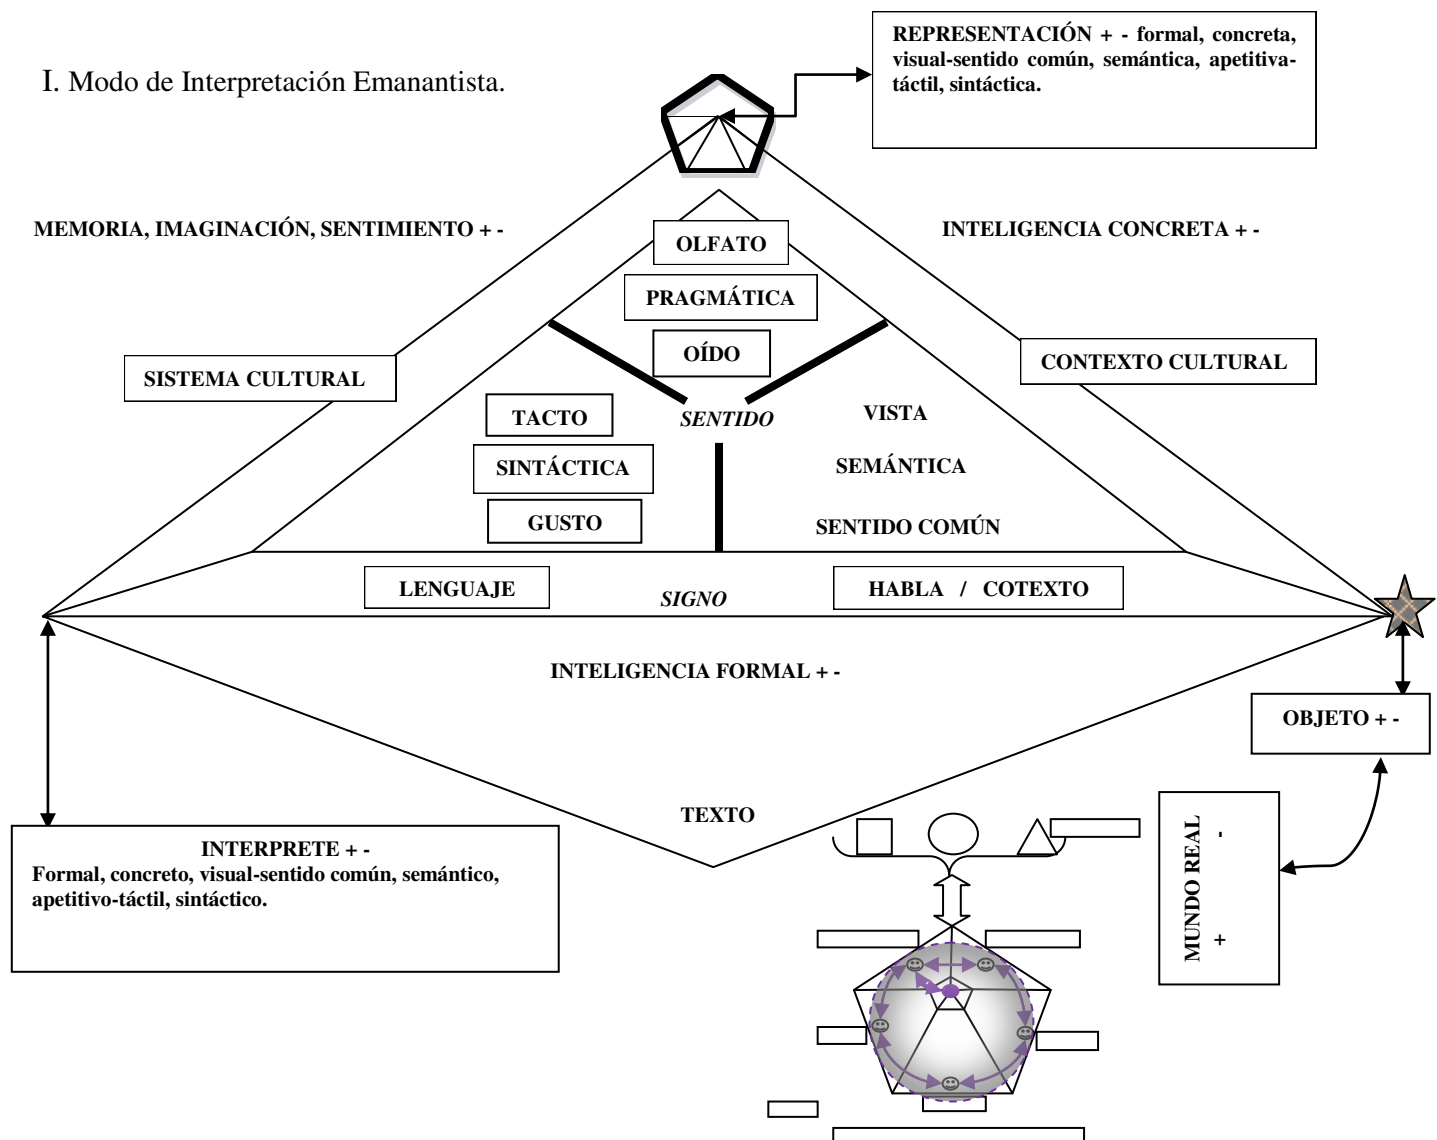 REPRESENTACIÓN + - formal, concreta,
visual-sentido común, semántica, apetitiva-
táctil, sintáctica.
I. Modo de Interpretación Emanantista.
MEMORIA, IMAGINACIÓN, SENTIMIENTO + -
INTELIGENCIA CONCRETA + -
OLFATO
PRAGMÁTICA
OÍDO
SISTEMA CULTURAL
CONTEXTO CULTURAL
TACTO
SENTIDO
VISTA
SINTÁCTICA
SEMÁNTICA
GUSTO
SENTIDO COMÚN
LENGUAJE
SIGNO
HABLA / COTEXTO
INTELIGENCIA FORMAL + -
OBJETO + -
TEXTO
MUNDO REAL
+ -
INTERPRETE + -
Formal, concreto, visual-sentido común, semántico,
apetitivo-táctil, sintáctico.